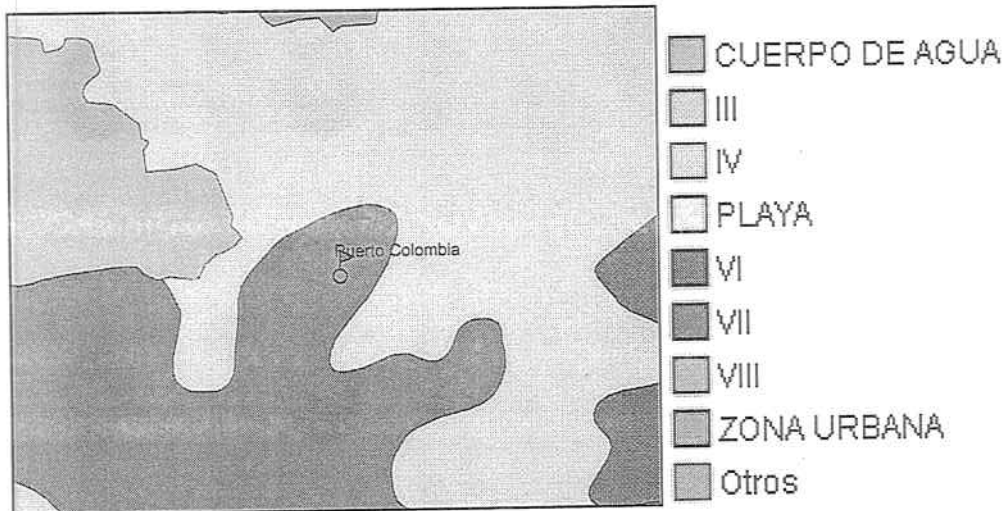 Puerto Colombia
CUERPO DE AGUA
III
IV
PLAYA
VI
VII
VIII
ZONA URBANA
Otros